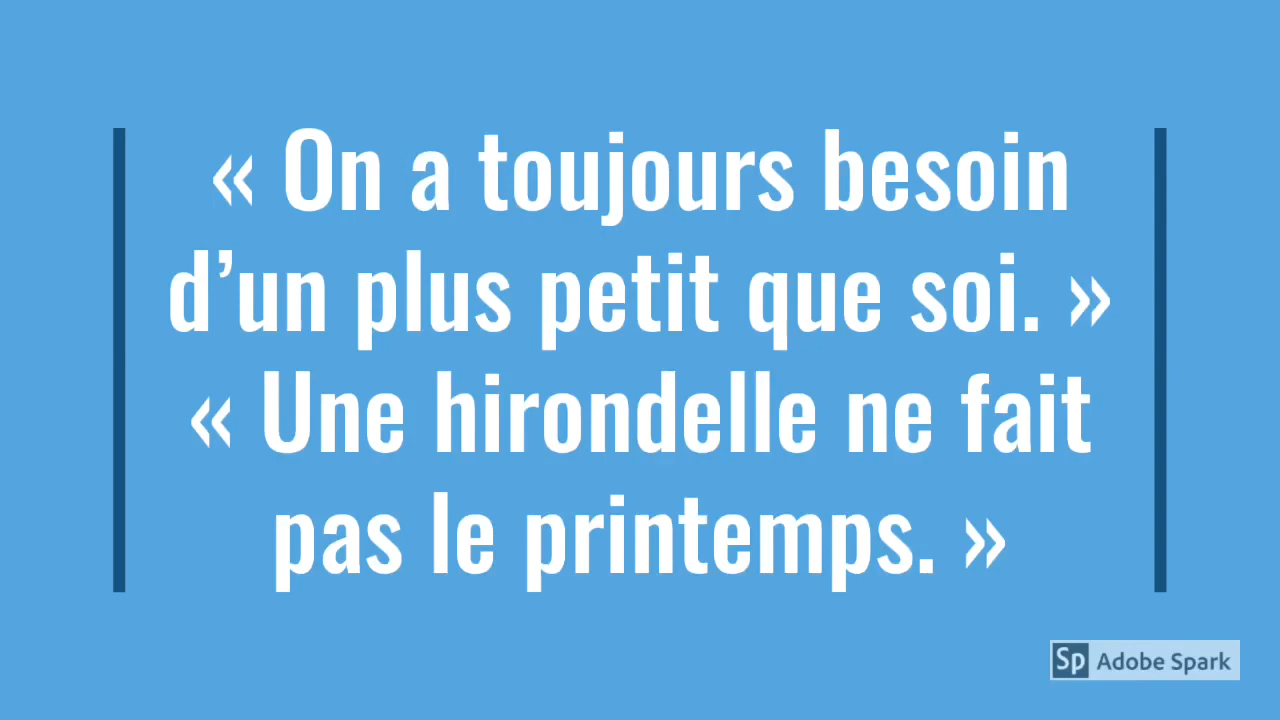 « On a toujours besoin
d’un plus petit que soi. »
« Une hirondelle ne fait
pas le printemps. »
Sp Adobe Spark